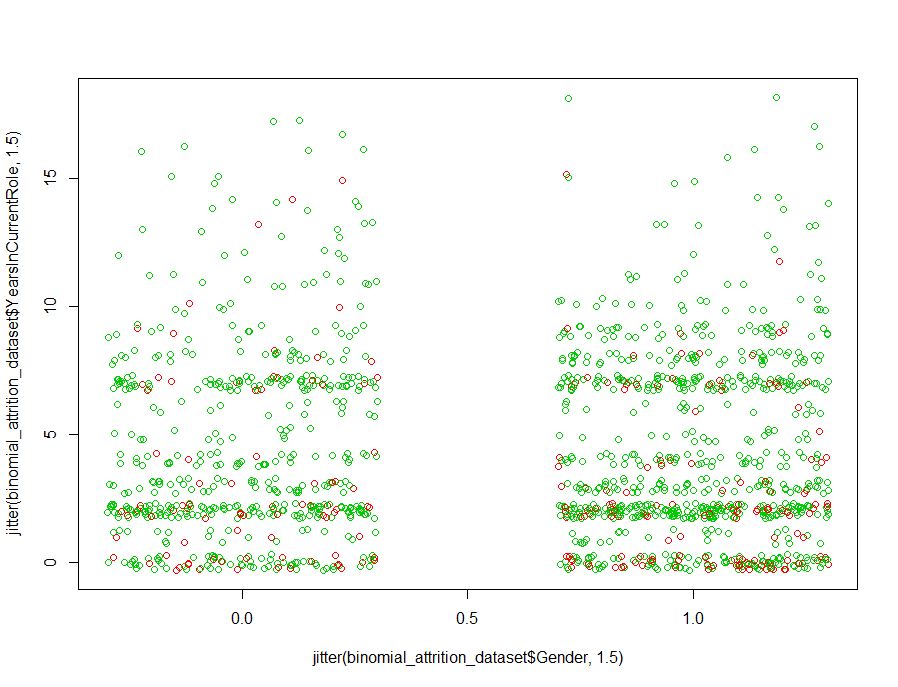 jitter(binomial_attrition_dataset$YearsInCurrentRole, 1.5)
15
10
5
0
0.0 0.5 1.0
jitter(binomial_attrition_dataset$Gender, 1.5)